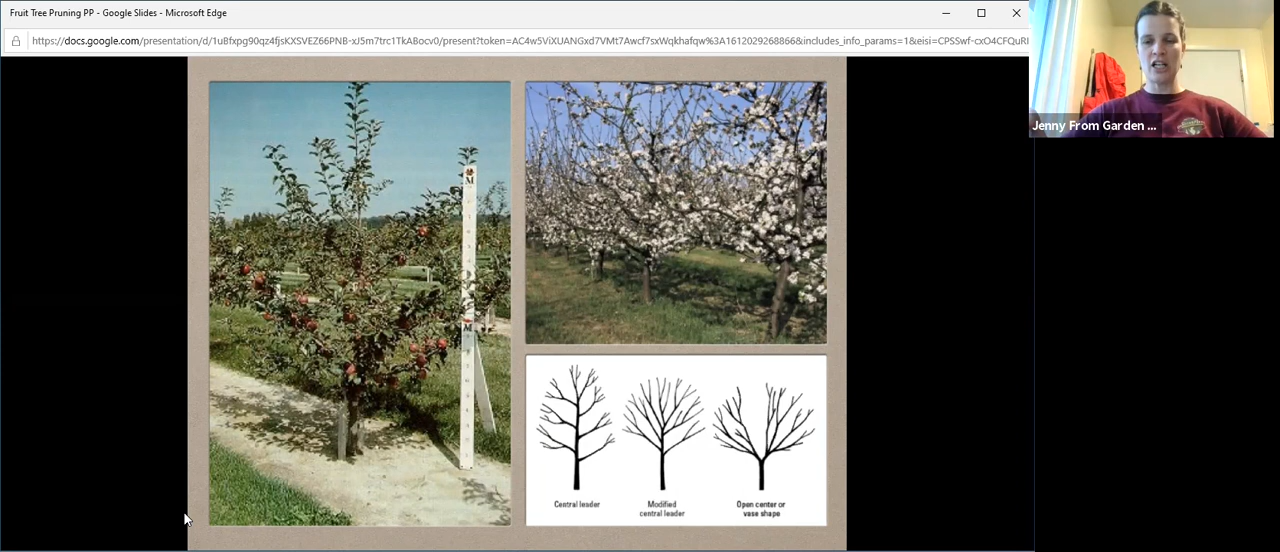 Fruit Tree Pruning PP - Google Slides - Microsoft Edge
https://docs.google.com/presentation/d/1uBfxpg90qz4fjsKXSVEZ66PNB-xJ5m7trc1TkABocv0/present?token=AC4w5ViXUANGxd7VMt7Awcf7sxWqkhafqw%3A1612029268866&includes_info_params=1&eisi=CPSSwf-cxO4CFQuRI
Jenny From Garden ...
M
M
Central leader
Modified
central leader
Open center or
vase shape